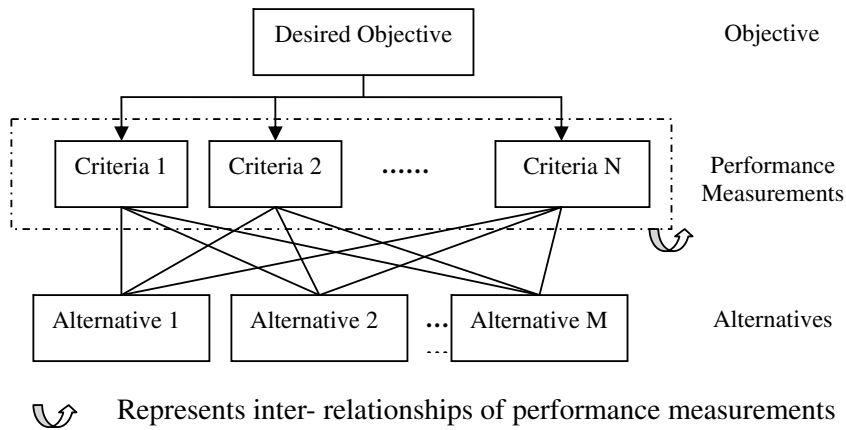 Desired Objective
Objective
Criteria 1
Criteria 2
......
Criteria N
Performance
Measurements
Alternative 1
Alternative 2
...
...
Alternative M
Alternatives
Represents inter- relationships of performance measurements